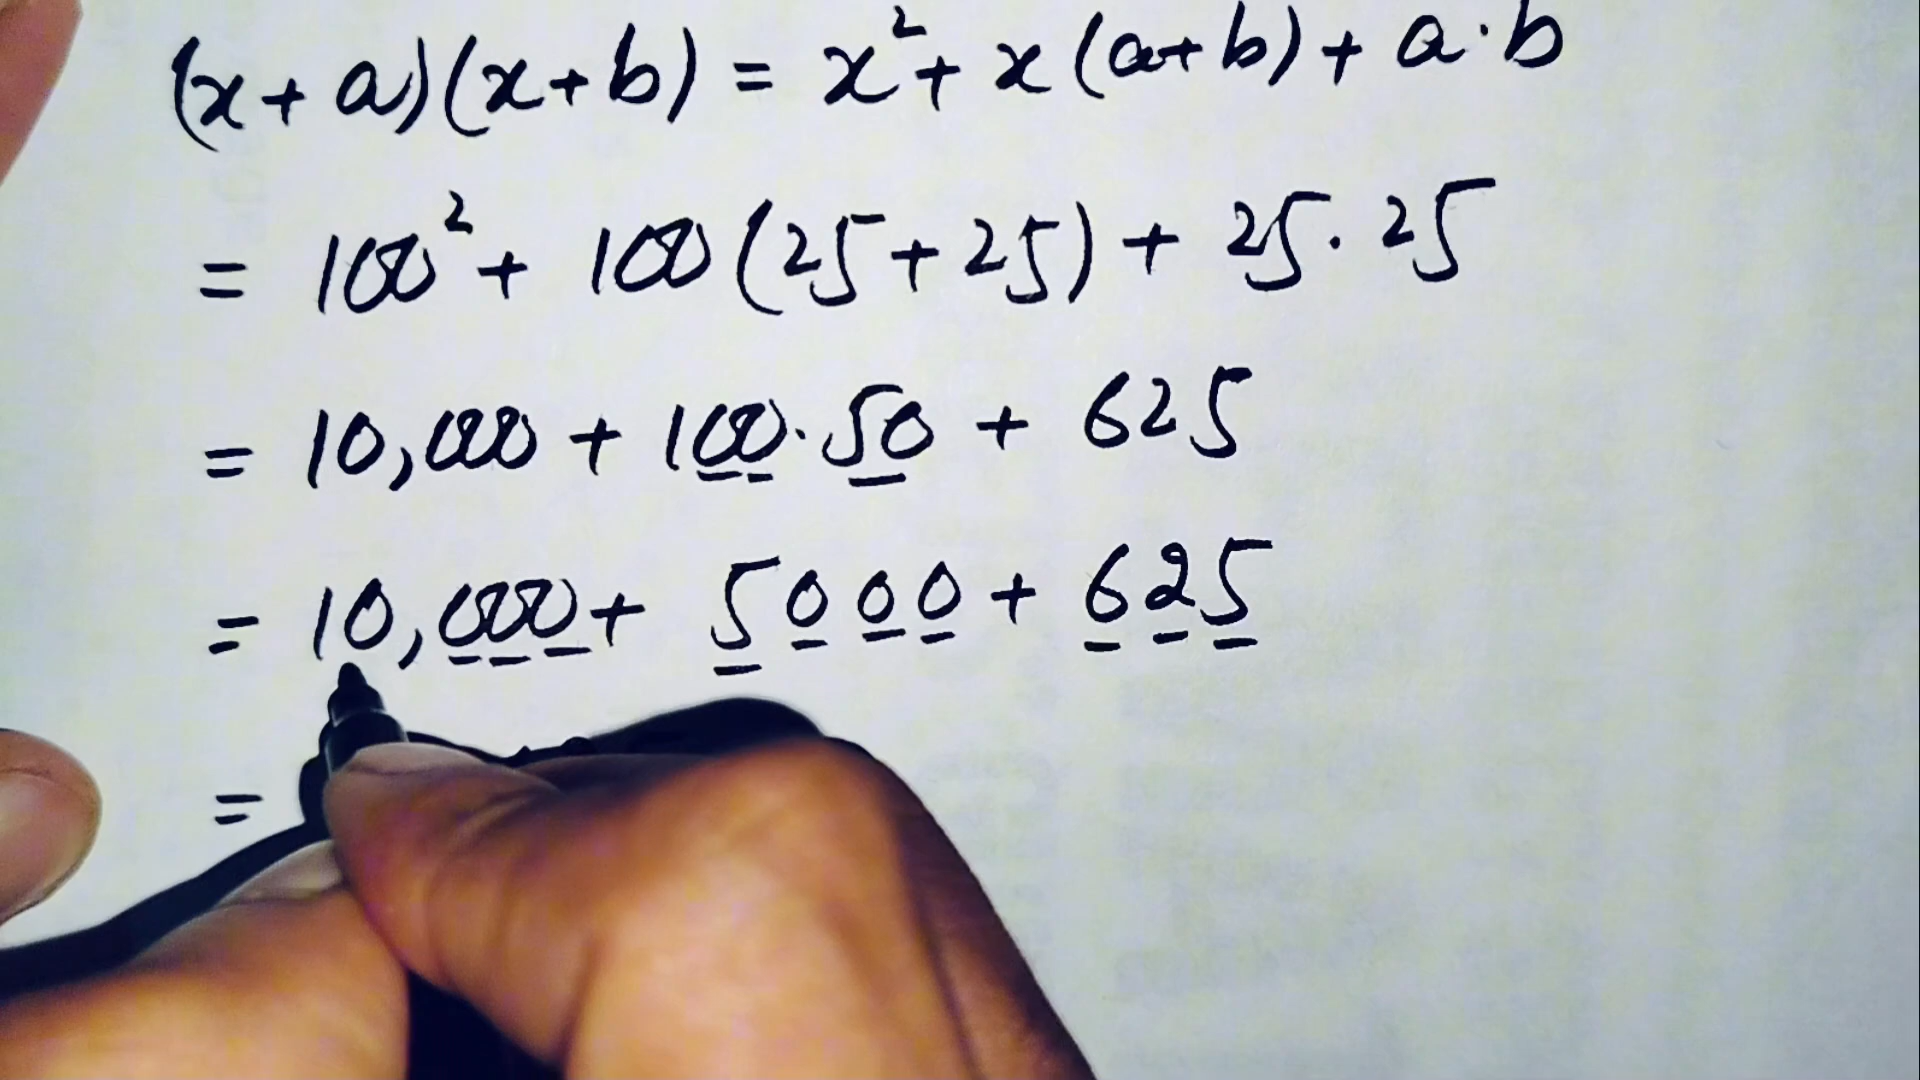 (x+a)(x+b) = x²+ x(a+b)+ a·b
= 100²+ 100(25+25)+ 25·25
= 10,000+100·50+ 625
= 10,000+ 5000+ 625
=